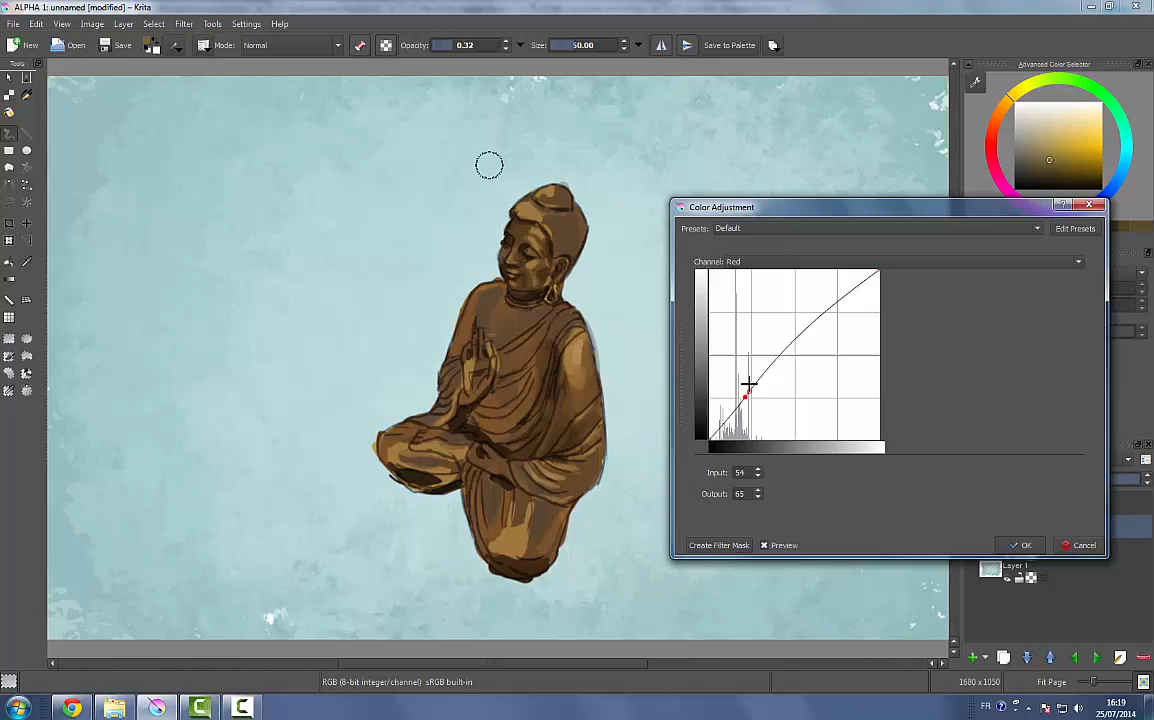 ALPHA 1: unnamed [modified] - Krita
File Edit View Image Layer Select Filter Tools Settings Help
New Open Save Mode: Normal Opacity: 0.32 Size: 50.00 Save to Palette
Tools
Advanced Color Selector
Color Adjustment
Presets: Default Edit Presets
Channel: Red
Input: 54
Output: 65
Create Filter Mask Preview OK Cancel
Layer 1
RGB (8-bit integer/channel) sRGB built-in 1680 x 1050 Fit Page
FR 16:19
25/07/2014